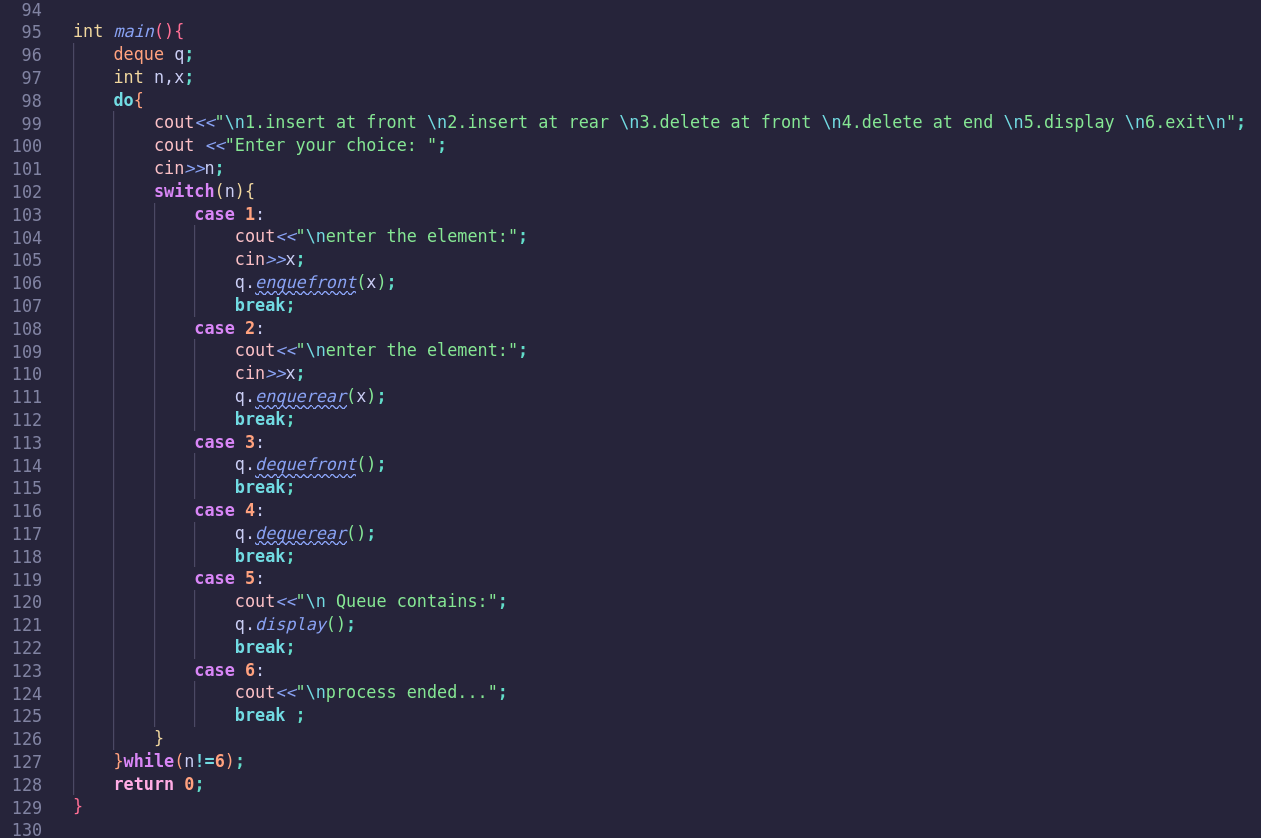 94
95 int main(){
96     deque q;
97     int n,x;
98     do{
99         cout<<"\n1.insert at front \n2.insert at rear \n3.delete at front \n4.delete at end \n5.display \n6.exit\n";
100         cout <<"Enter your choice: ";
101         cin>>n;
102         switch(n){
103             case 1:
104                 cout<<"\nenter the element:";
105                 cin>>x;
106                 q.enquefront(x);
107                 break;
108             case 2:
109                 cout<<"\nenter the element:";
110                 cin>>x;
111                 q.enquerear(x);
112                 break;
113             case 3:
114                 q.dequefront();
115                 break;
116             case 4:
117                 q.dequerear();
118                 break;
119             case 5:
120                 cout<<"\n Queue contains:";
121                 q.display();
122                 break;
123             case 6:
124                 cout<<"\nprocess ended...";
125                 break ;
126         }
127     }while(n!=6);
128     return 0;
129 }
130